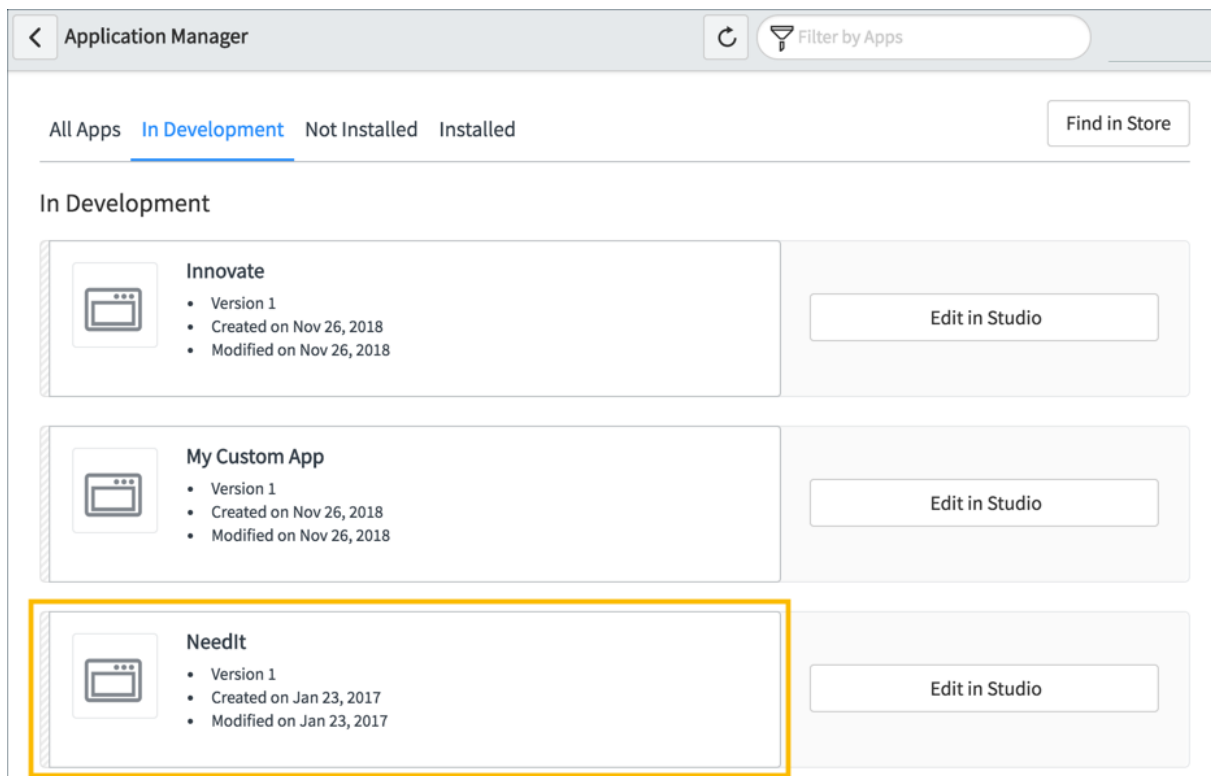 Application Manager
Filter by Apps
All Apps In Development Not Installed Installed
Find in Store
In Development
Innovate
• Version 1
• Created on Nov 26, 2018
• Modified on Nov 26, 2018
Edit in Studio
My Custom App
• Version 1
• Created on Nov 26, 2018
• Modified on Nov 26, 2018
Edit in Studio
NeedIt
• Version 1
• Created on Jan 23, 2017
• Modified on Jan 23, 2017
Edit in Studio